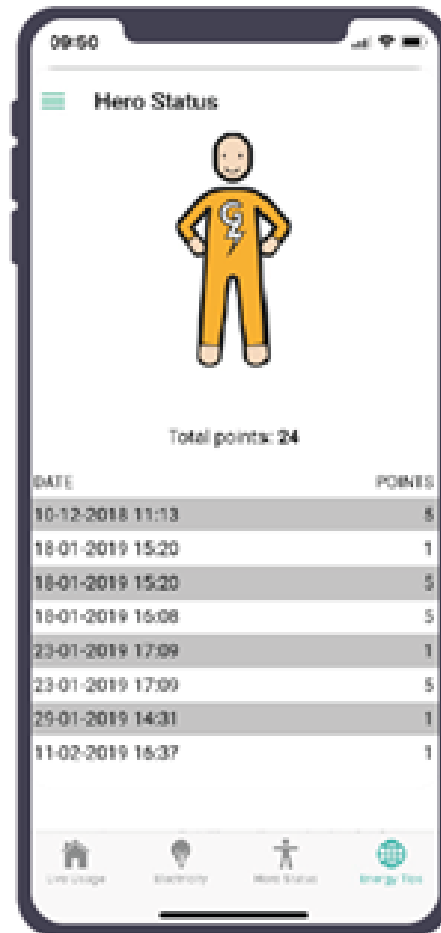 09:50
Hero Status
G
Total points: 24
DATE POINTS
10-12-2018 11:13 5
18-01-2019 15:20 1
18-01-2019 15:20 5
18-01-2019 16:08 5
23-01-2019 17:09 1
23-01-2019 17:09 5
29-01-2019 14:31 1
11-02-2019 16:37 1
Live Usage Electricity Hero Status Energy Tips